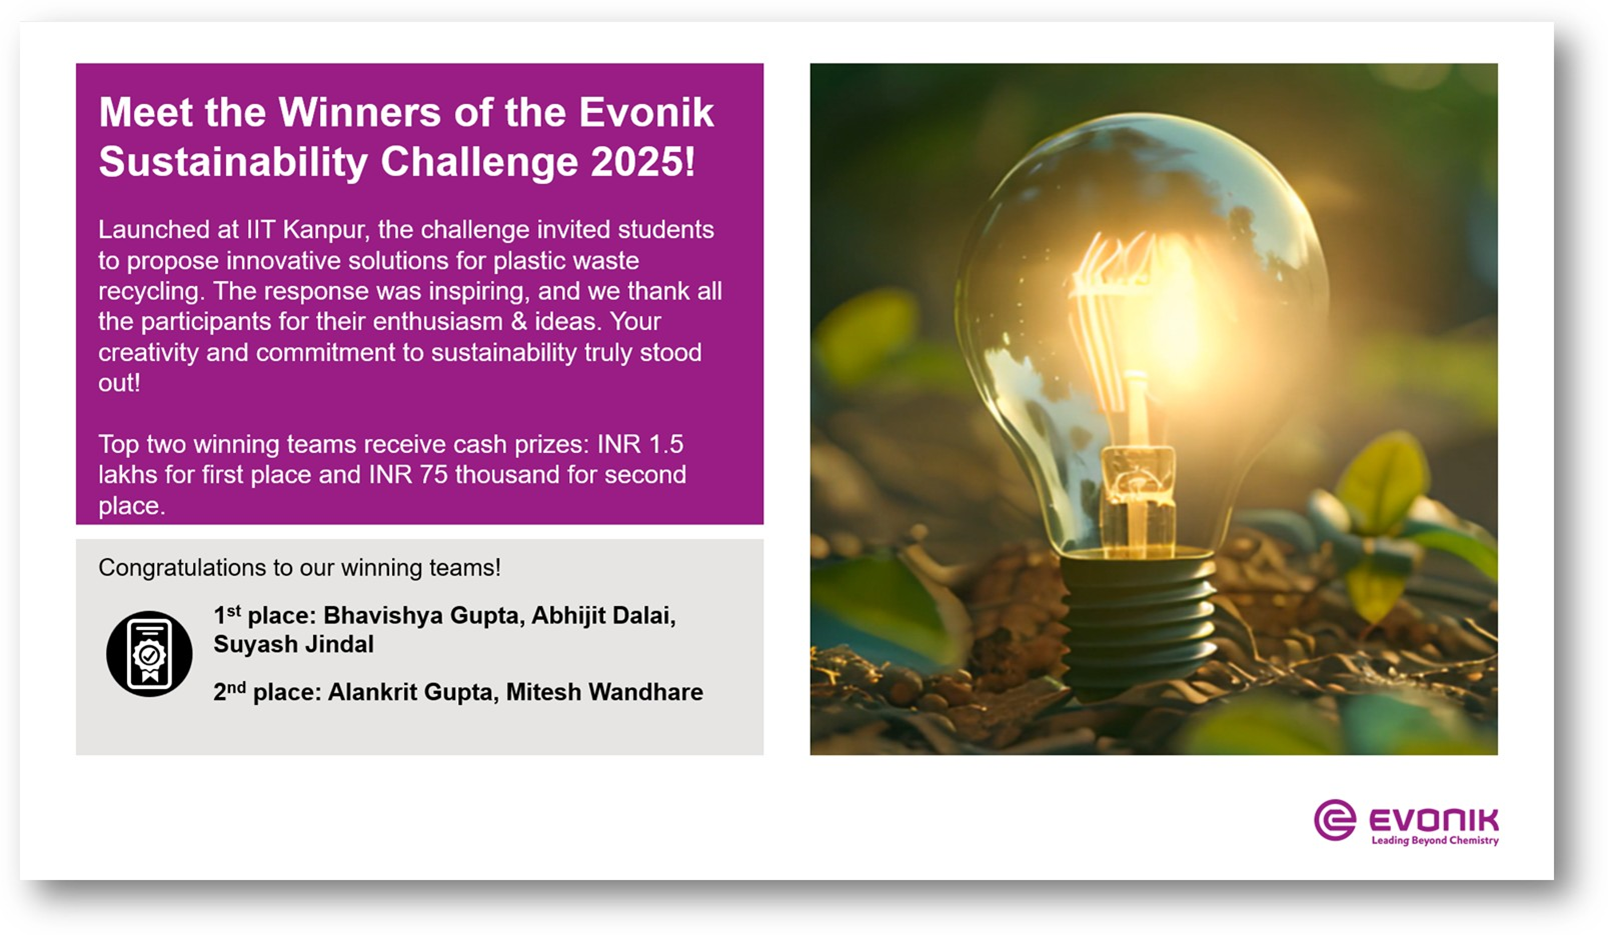 Meet the Winners of the Evonik
Sustainability Challenge 2025!
Launched at IIT Kanpur, the challenge invited students
to propose innovative solutions for plastic waste
recycling. The response was inspiring, and we thank all
the participants for their enthusiasm & ideas. Your
creativity and commitment to sustainability truly stood
out!
Top two winning teams receive cash prizes: INR 1.5
lakhs for first place and INR 75 thousand for second
place.
Congratulations to our winning teams!
1st place: Bhavishya Gupta, Abhijit Dalai,
Suyash Jindal
2nd place: Alankrit Gupta, Mitesh Wandhare
EVONIK
Leading Beyond Chemistry